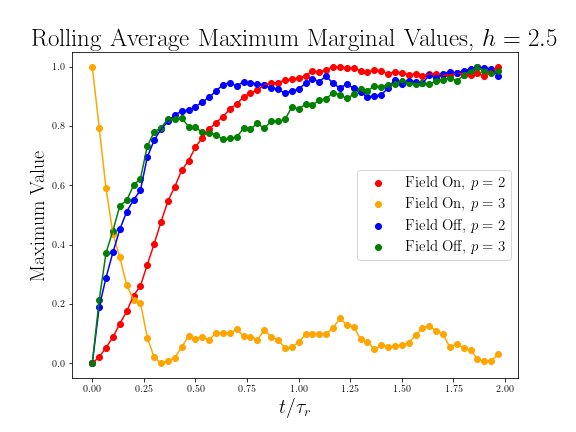 Rolling Average Maximum Marginal Values, h = 2.5
Maximum Value
1.0
0.8
0.6
0.4
0.2
0.0
Field On, p = 2
Field On, p = 3
Field Off, p = 2
Field Off, p = 3
0.00 0.25 0.50 0.75 1.00 1.25 1.50 1.75 2.00
t/τr